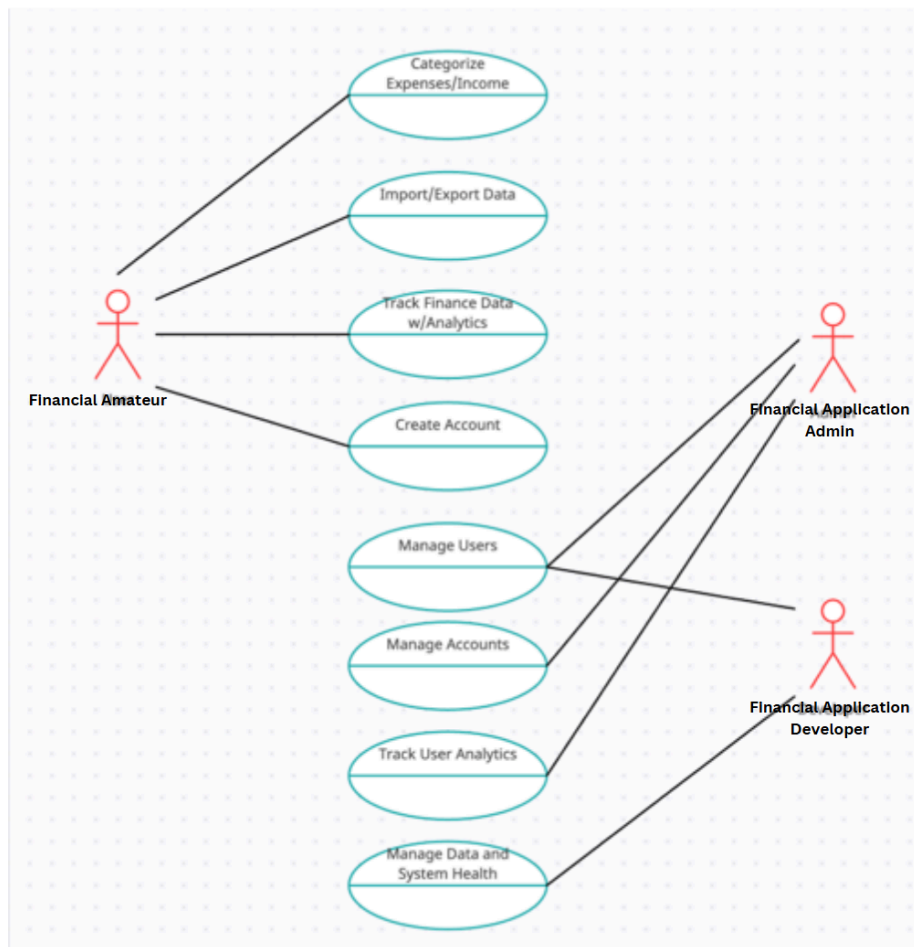 Categorize
Expenses/Income
Import/Export Data
Track Finance Data
w/Analytics
Financial Amateur
Create Account
Financial Application
Admin
Manage Users
Manage Accounts
Financial Application
Developer
Track User Analytics
Manage Data and
System Health